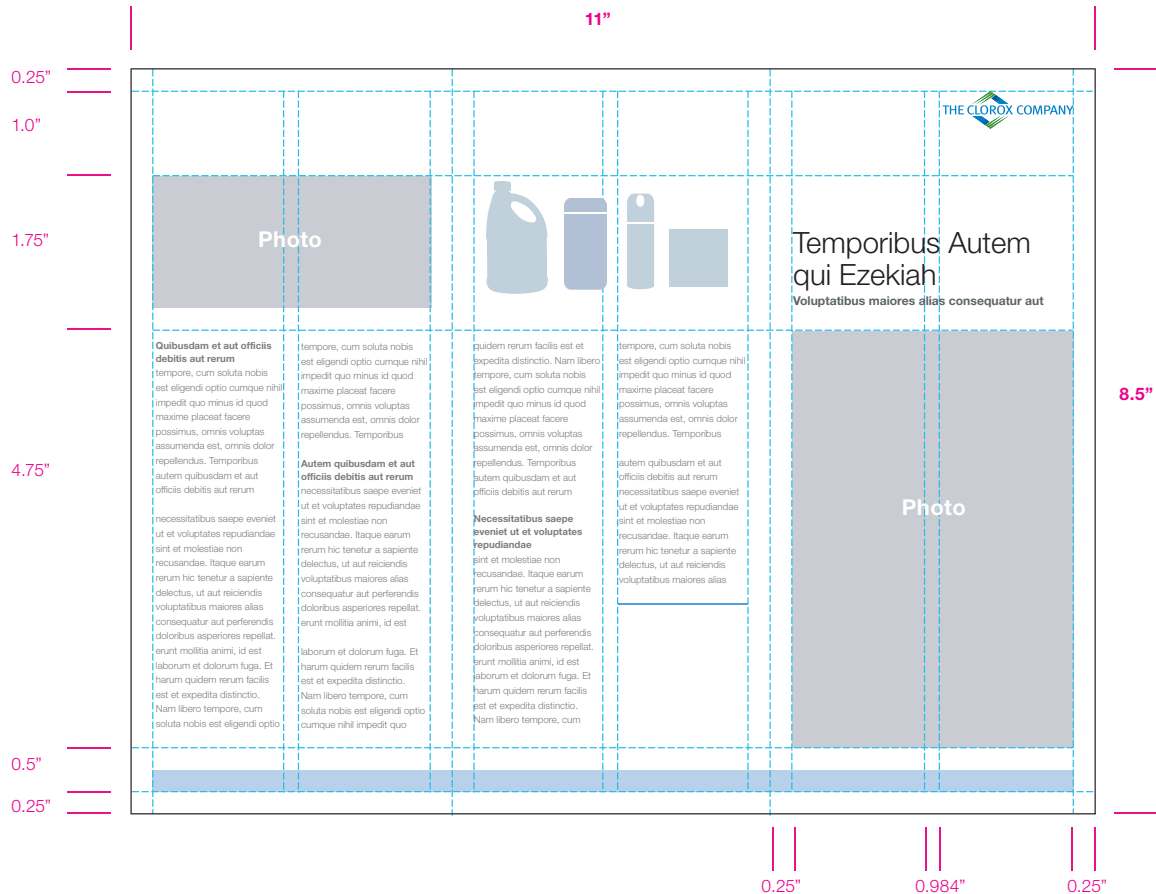 11”
0.25”
1.0”
1.75”
4.75”
0.5”
0.25”
THE CLOROX COMPANY
Photo
Quibusdam et aut officiis
debitis aut rerum
tempore, cum soluta nobis
est eligendi optio cumque nihil
impedit quo minus id quod
maxime placeat facere
possimus, omnis voluptas
assumenda est, omnis dolor
repellendus. Temporibus
autem quibusdam et aut
officiis debitis aut rerum
necessitatibus saepe eveniet
ut et voluptates repudiandae
sint et molestiae non
recusandae. Itaque earum
rerum hic tenetur a sapiente
delectus, ut aut reiciendis
voluptatibus maiores alias
consequatur aut perferendis
doloribus asperiores repellat.
erunt mollitia animi, id est
laborum et dolorum fuga. Et
harum quidem rerum facilis
est et expedita distinctio.
Nam libero tempore, cum
soluta nobis est eligendi optio
tempore, cum soluta nobis
est eligendi optio cumque nihil
impedit quo minus id quod
maxime placeat facere
possimus, omnis voluptas
assumenda est, omnis dolor
repellendus. Temporibus
Autem quibusdam et aut
officiis debitis aut rerum
necessitatibus saepe eveniet
ut et voluptates repudiandae
sint et molestiae non
recusandae. Itaque earum
rerum hic tenetur a sapiente
delectus, ut aut reiciendis
voluptatibus maiores alias
consequatur aut perferendis
doloribus asperiores repellat.
erunt mollitia animi, id est
laborum et dolorum fuga. Et
harum quidem rerum facilis
est et expedita distinctio.
Nam libero tempore, cum
soluta nobis est eligendi optio
cumque nihil impedit quo
quidem rerum facilis est et
expedita distinctio. Nam libero
tempore, cum soluta nobis
est eligendi optio cumque nihil
impedit quo minus id quod
maxime placeat facere
possimus, omnis voluptas
assumenda est, omnis dolor
repellendus. Temporibus
autem quibusdam et aut
officiis debitis aut rerum
Necessitatibus saepe
eveniet ut et voluptates
repudiandae
sint et molestiae non
recusandae. Itaque earum
rerum hic tenetur a sapiente
delectus, ut aut reiciendis
voluptatibus maiores alias
consequatur aut perferendis
doloribus asperiores repellat.
erunt mollitia animi, id est
laborum et dolorum fuga. Et
harum quidem rerum facilis
est et expedita distinctio.
Nam libero tempore, cum
tempore, cum soluta nobis
est eligendi optio cumque nihil
impedit quo minus id quod
maxime placeat facere
possimus, omnis voluptas
assumenda est, omnis dolor
repellendus. Temporibus
autem quibusdam et aut
officiis debitis aut rerum
necessitatibus saepe eveniet
ut et voluptates repudiandae
sint et molestiae non
recusandae. Itaque earum
rerum hic tenetur a sapiente
delectus, ut aut reiciendis
voluptatibus maiores alias
Temporibus Autem
qui Ezekiah
Voluptatibus maiores alias consequatur aut
Photo
8.5”
0.25”
0.984”
0.25”